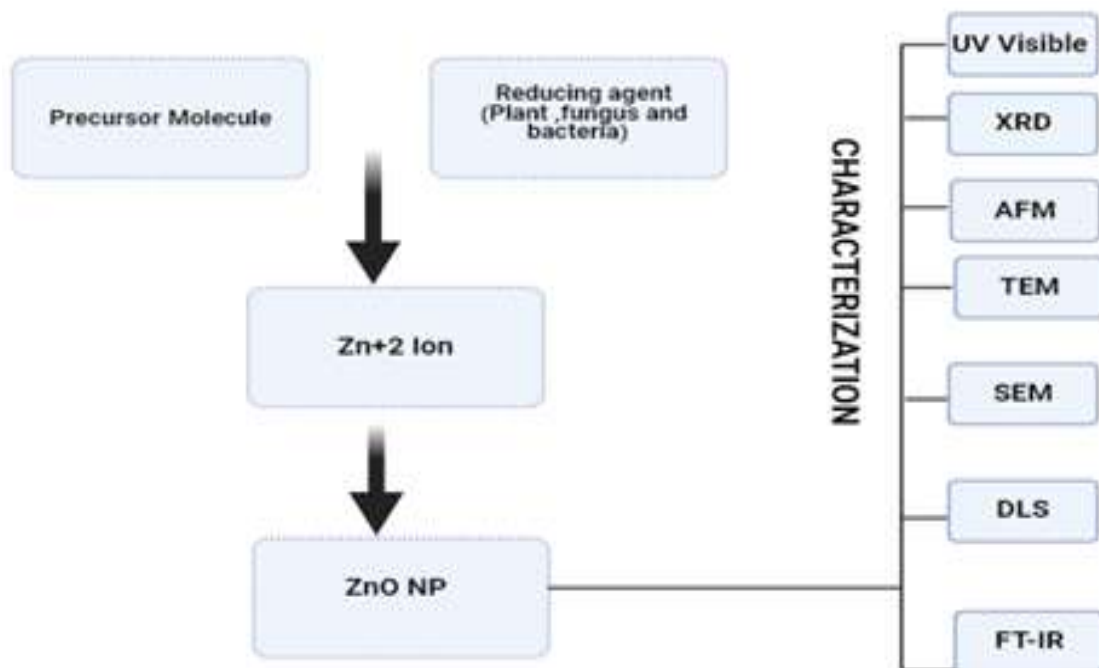 Precursor Molecule
Reducing agent
(Plant ,fungus and
bacteria)
Zn+2 Ion
ZnO NP
CHARACTERIZATION
UV Visible
XRD
AFM
TEM
SEM
DLS
FT-IR